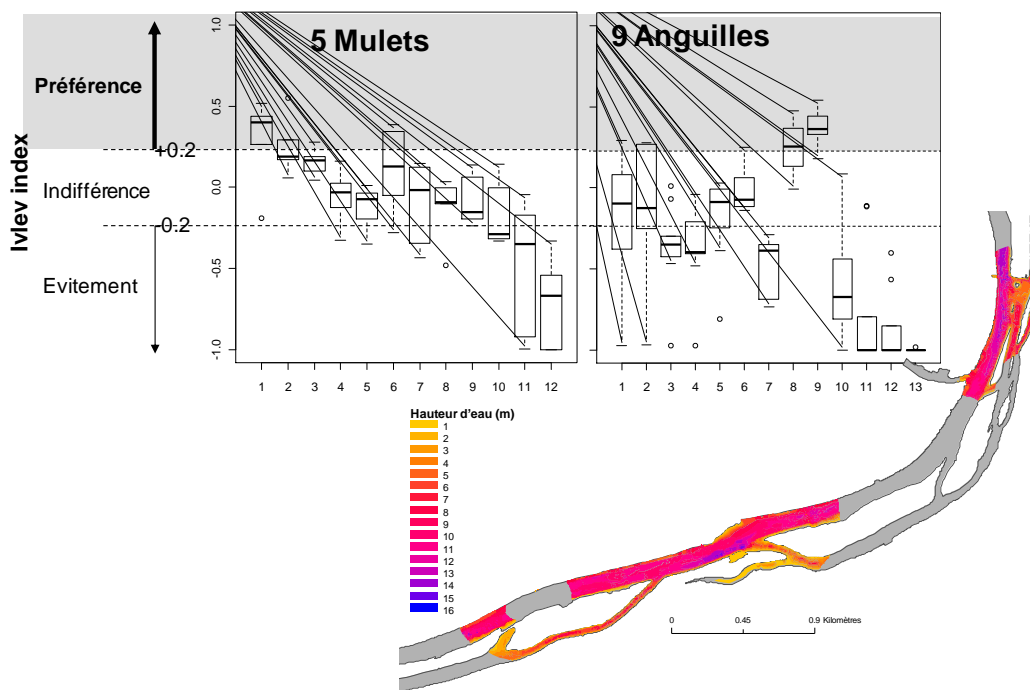 5 Mulets
9 Anguilles
Ivlev index
Préférence
+0.2
Indifférence
-0.2
Evitement
1.0
0.5
0.0
-0.5
-1.0
1 2 3 4 5 6 7 8 9 10 11 12
1 2 3 4 5 6 7 8 9 10 11 12 13
Hauteur d'eau (m)
1
2
3
4
5
6
7
8
9
10
11
12
13
14
15
16
0 0.45 0.9 Kilomètres